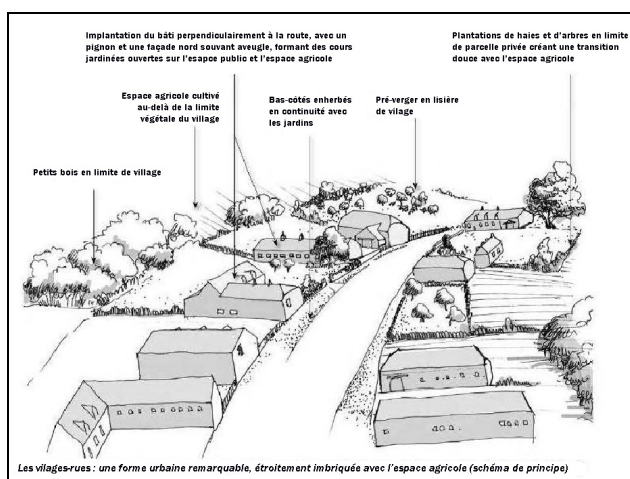 Implantation du bâti perpendiculairement à la route, avec un
pignon et une façade nord souvant aveugle, formant des cours
jardinées ouvertes sur l'esapce public et l'espace agricole
Plantations de haies et d'arbres en limite
de parcelle privée créant une transition
douce avec l'espace agricole
Espace agricole cultivé
au-delà de la limite
végétale du village
Bas-côtés enherbés
en continuité avec
les jardins
Pré-verger en lisière
de vilage
Petits bois en limite de village
Les vilages-rues : une forme urbaine remarquable, étroitement imbriquée avec l'espace agricole (schéma de principe)